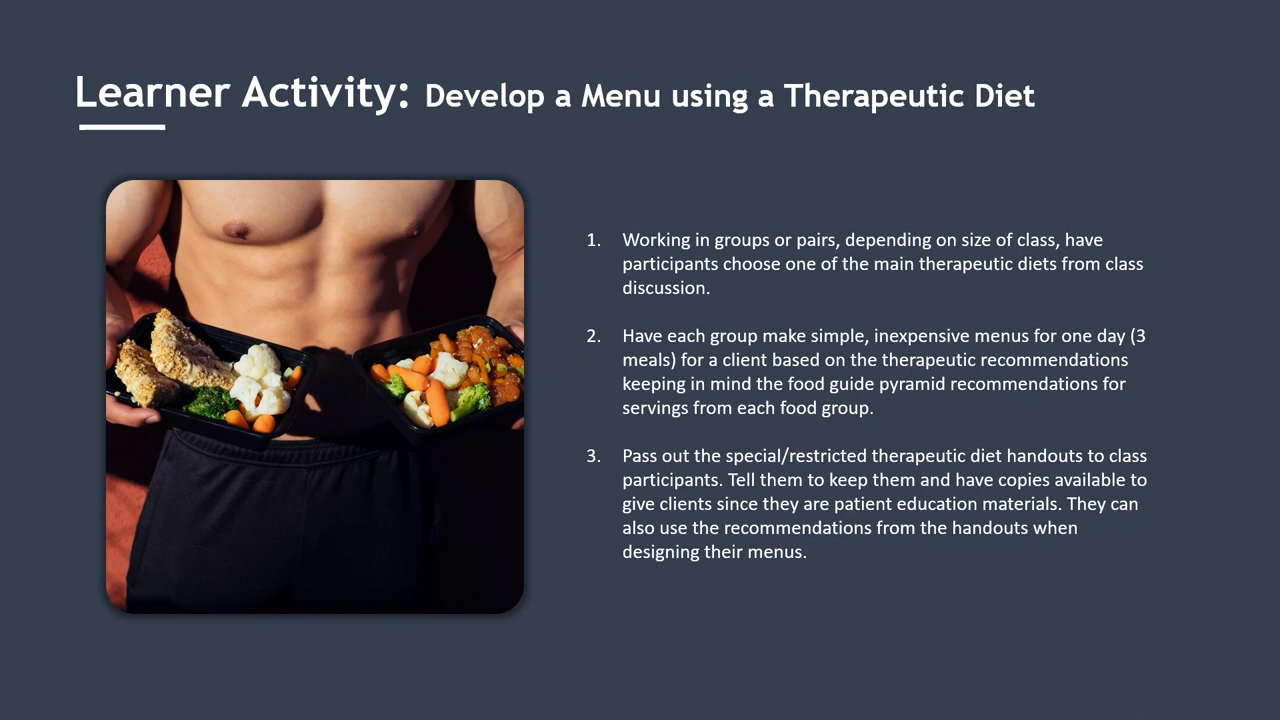 Learner Activity: Develop a Menu using a Therapeutic Diet
1. Working in groups or pairs, depending on size of class, have
participants choose one of the main therapeutic diets from class
discussion.
2. Have each group make simple, inexpensive menus for one day (3
meals) for a client based on the therapeutic recommendations
keeping in mind the food guide pyramid recommendations for
servings from each food group.
3. Pass out the special/restricted therapeutic diet handouts to class
participants. Tell them to keep them and have copies available to
give clients since they are patient education materials. They can
also use the recommendations from the handouts when
designing their menus.